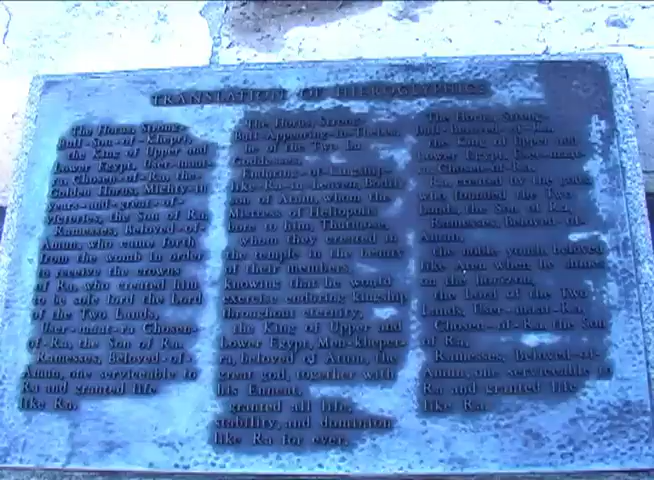 TRANSLATION OF HIEROGLYPHICS
The Horus, Strong-
Bull-Son-of-Khepri,
the King of Upper and
Lower Egypt, User-maat-
ra Chosen-of-Ra, the
Golden Horus, Mighty-in
years-and-great-of-
victories, the Son of Ra,
Ramesses, Beloved-of-
Amun, who came forth
from the womb in order
to receive the crowns
of Ra, who created him
to be sole lord the Lord
of the Two Lands,
User-maat-ra Chosen-
of-Ra, the Son of Ra,
Ramesses, Beloved-of-
Amun, one serviceable to
Ra and granted life
like Ra.
The Horus, Strong-
Bull-Appearing-in-Thebes,
he of the Two
Goddesses,
Enduring-of-kingship-
like-Ra-in-heaven,
son of Atum, whom the
Mistress of Heliopolis
bore to him, Thutmose,
whom they created in
the temple in the beauty
of their members,
knowing that he would
exercise enduring kingship
throughout eternity,
the King of Upper and
Lower Egypt, Men-kheper-
ra, beloved of Atum, the
great god, together with
his Ennead,
granted all life,
stability, and dominion
like Ra for ever.
The Horus, Strong-
Bull-Beloved-of-Ra,
the King of Upper and
Lower Egypt, User-maat-
ra Chosen-of-Ra,
Ra, created by the gods,
who founded the Two
Lands, the Son of Ra,
Ramesses, Beloved-of-
Amun,
The noble youth, beloved
like Aten when he shines
on the horizon,
the Lord of the Two
Lands, User-maat-Ra,
Chosen-of-Ra the Son
of Ra,
Ramesses, Beloved-of-
Amun, one serviceable to
Ra and granted life
like Ra.